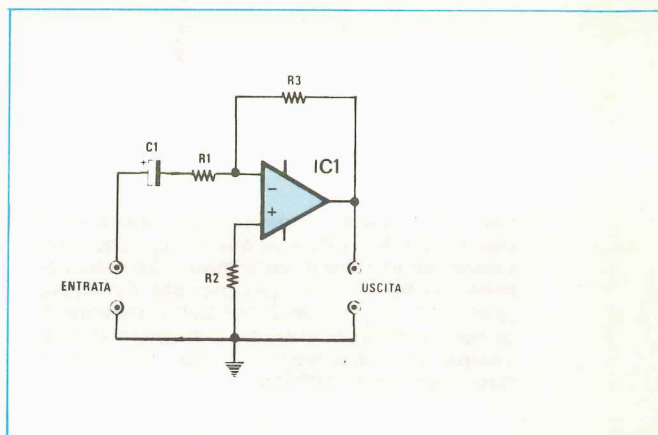 R3
C1
+
R1
IC1
−
+
R2
ENTRATA
USCITA